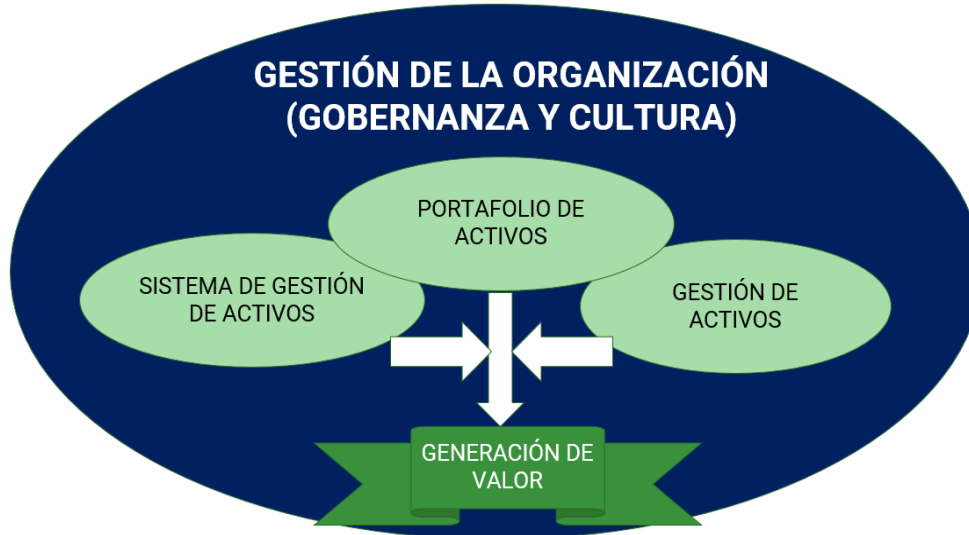 GESTIÓN DE LA ORGANIZACIÓN
(GOBERNANZA Y CULTURA)
PORTAFOLIO DE
ACTIVOS
SISTEMA DE GESTIÓN
DE ACTIVOS
GESTIÓN DE
ACTIVOS
GENERACIÓN DE
VALOR